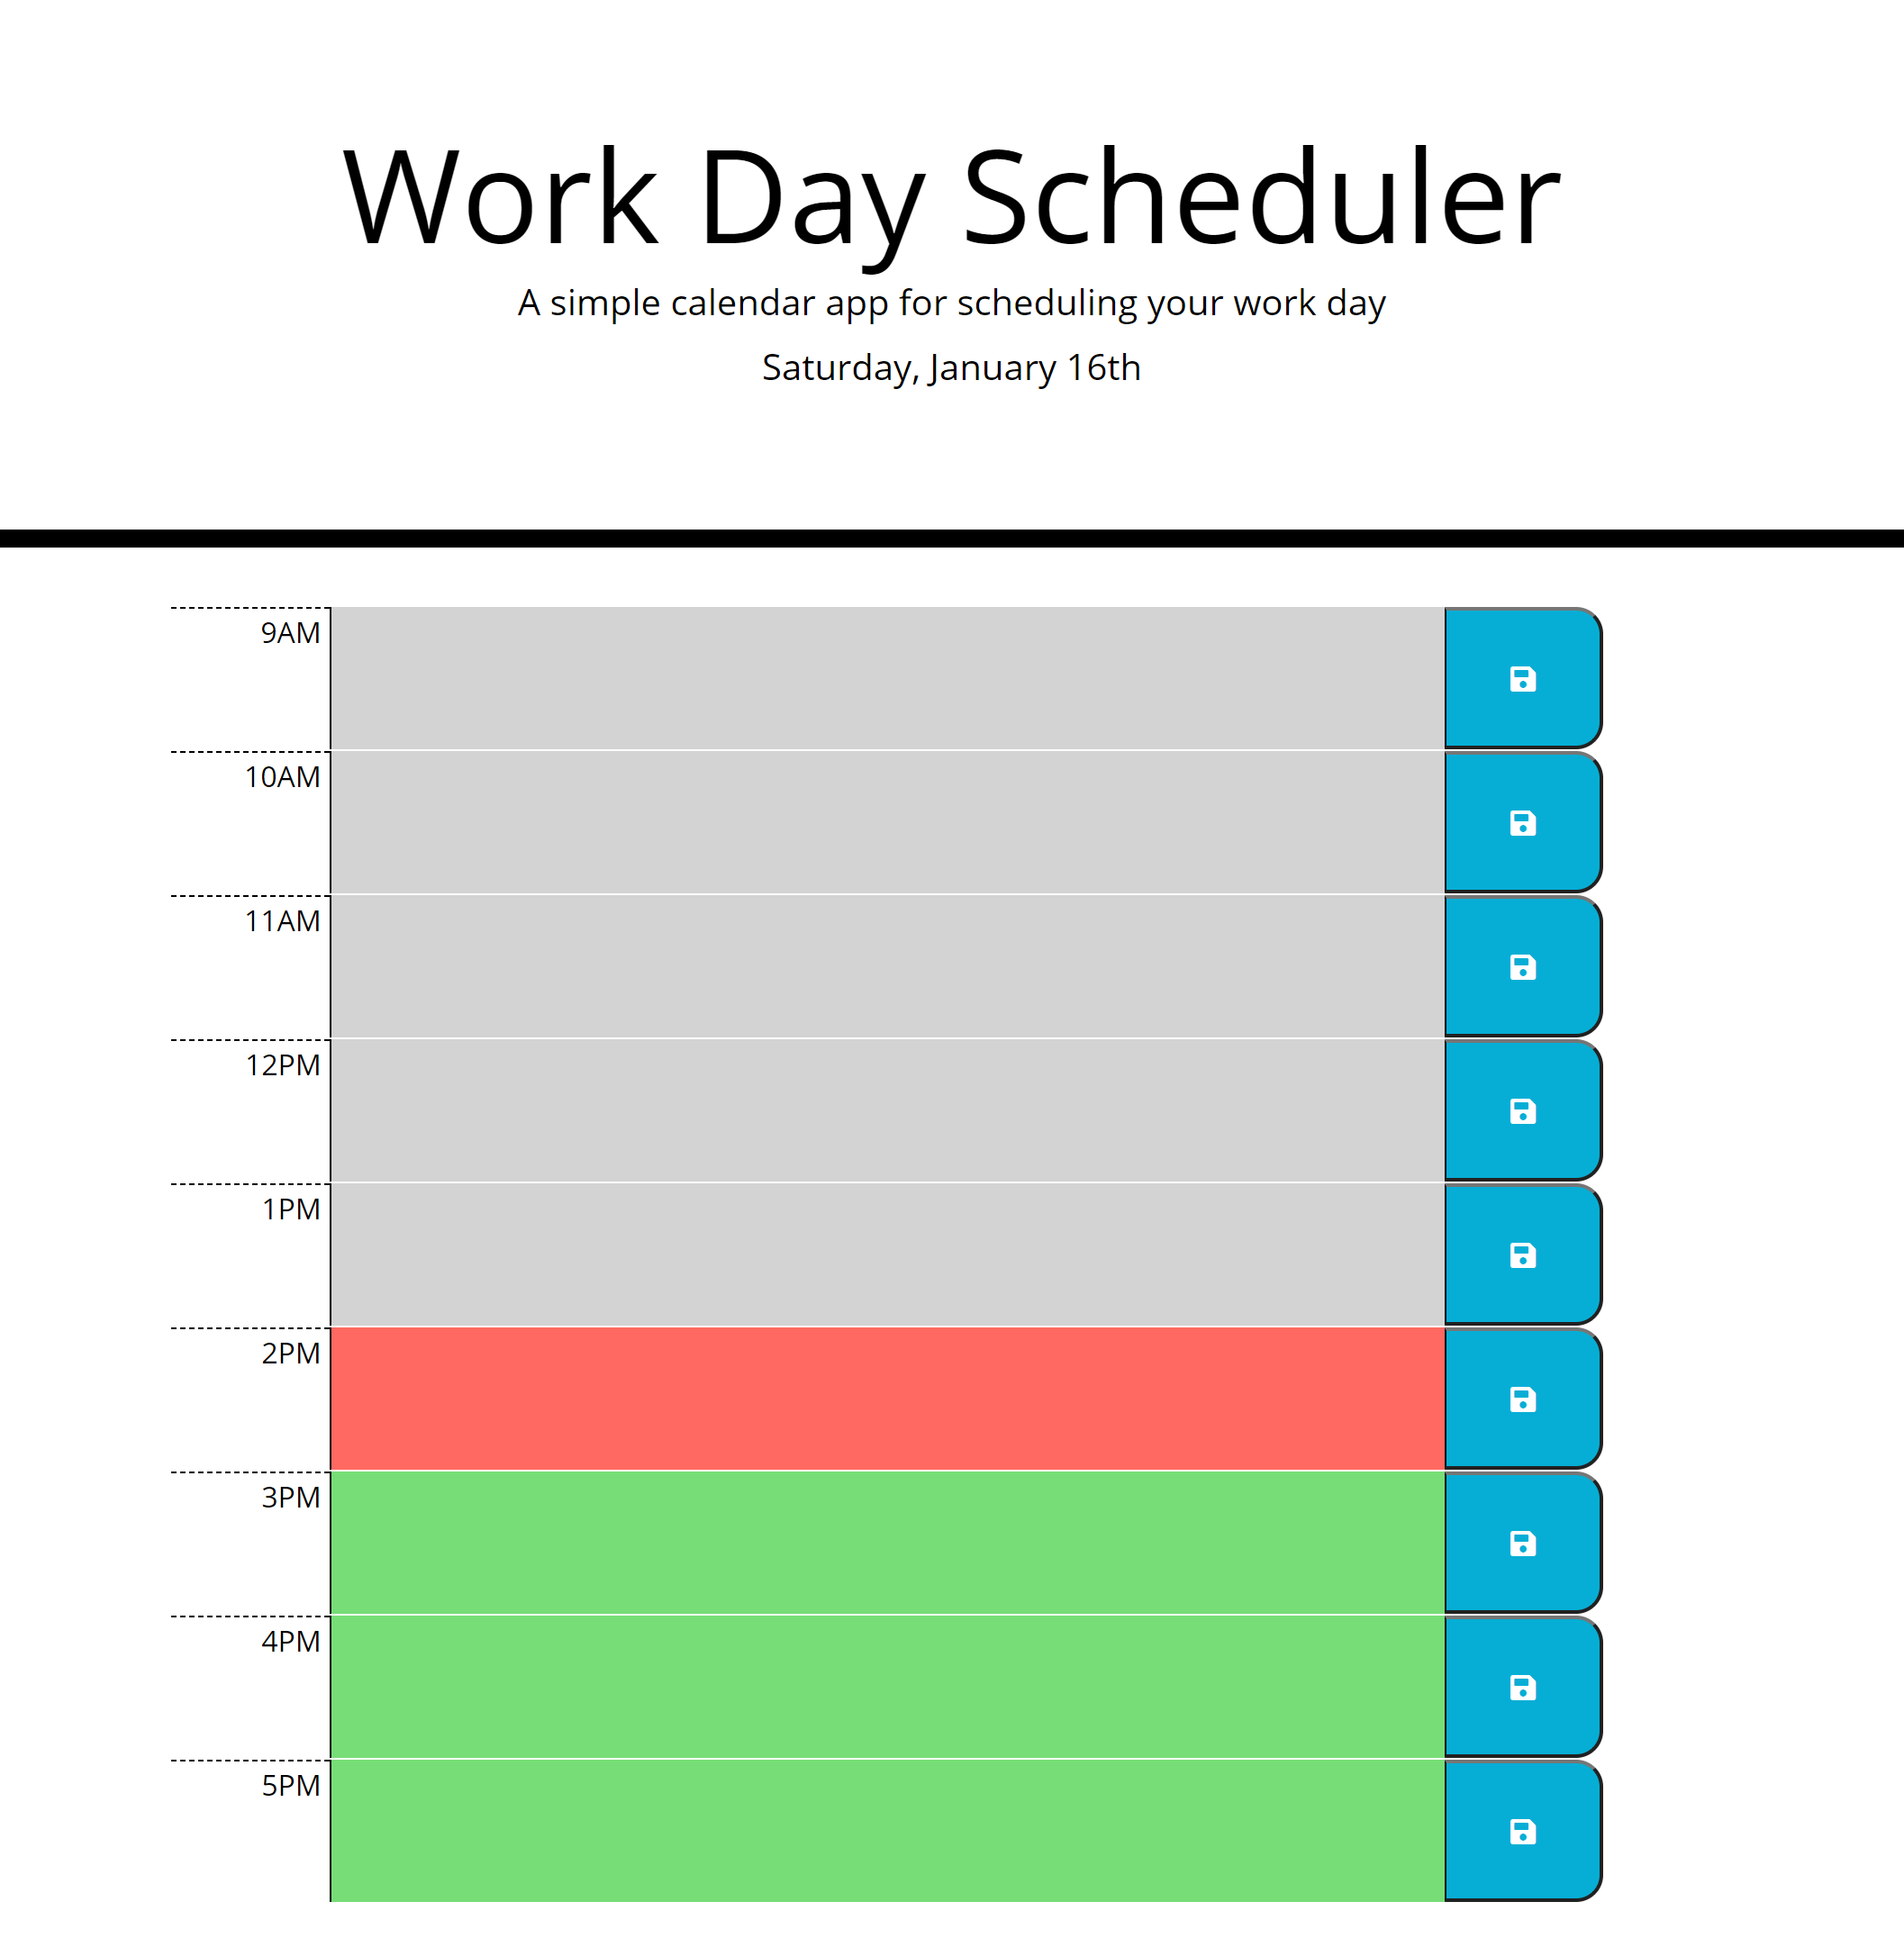 Work Day Scheduler
A simple calendar app for scheduling your work day
Saturday, January 16th
9AM
10AM
11AM
12PM
1PM
2PM
3PM
4PM
5PM